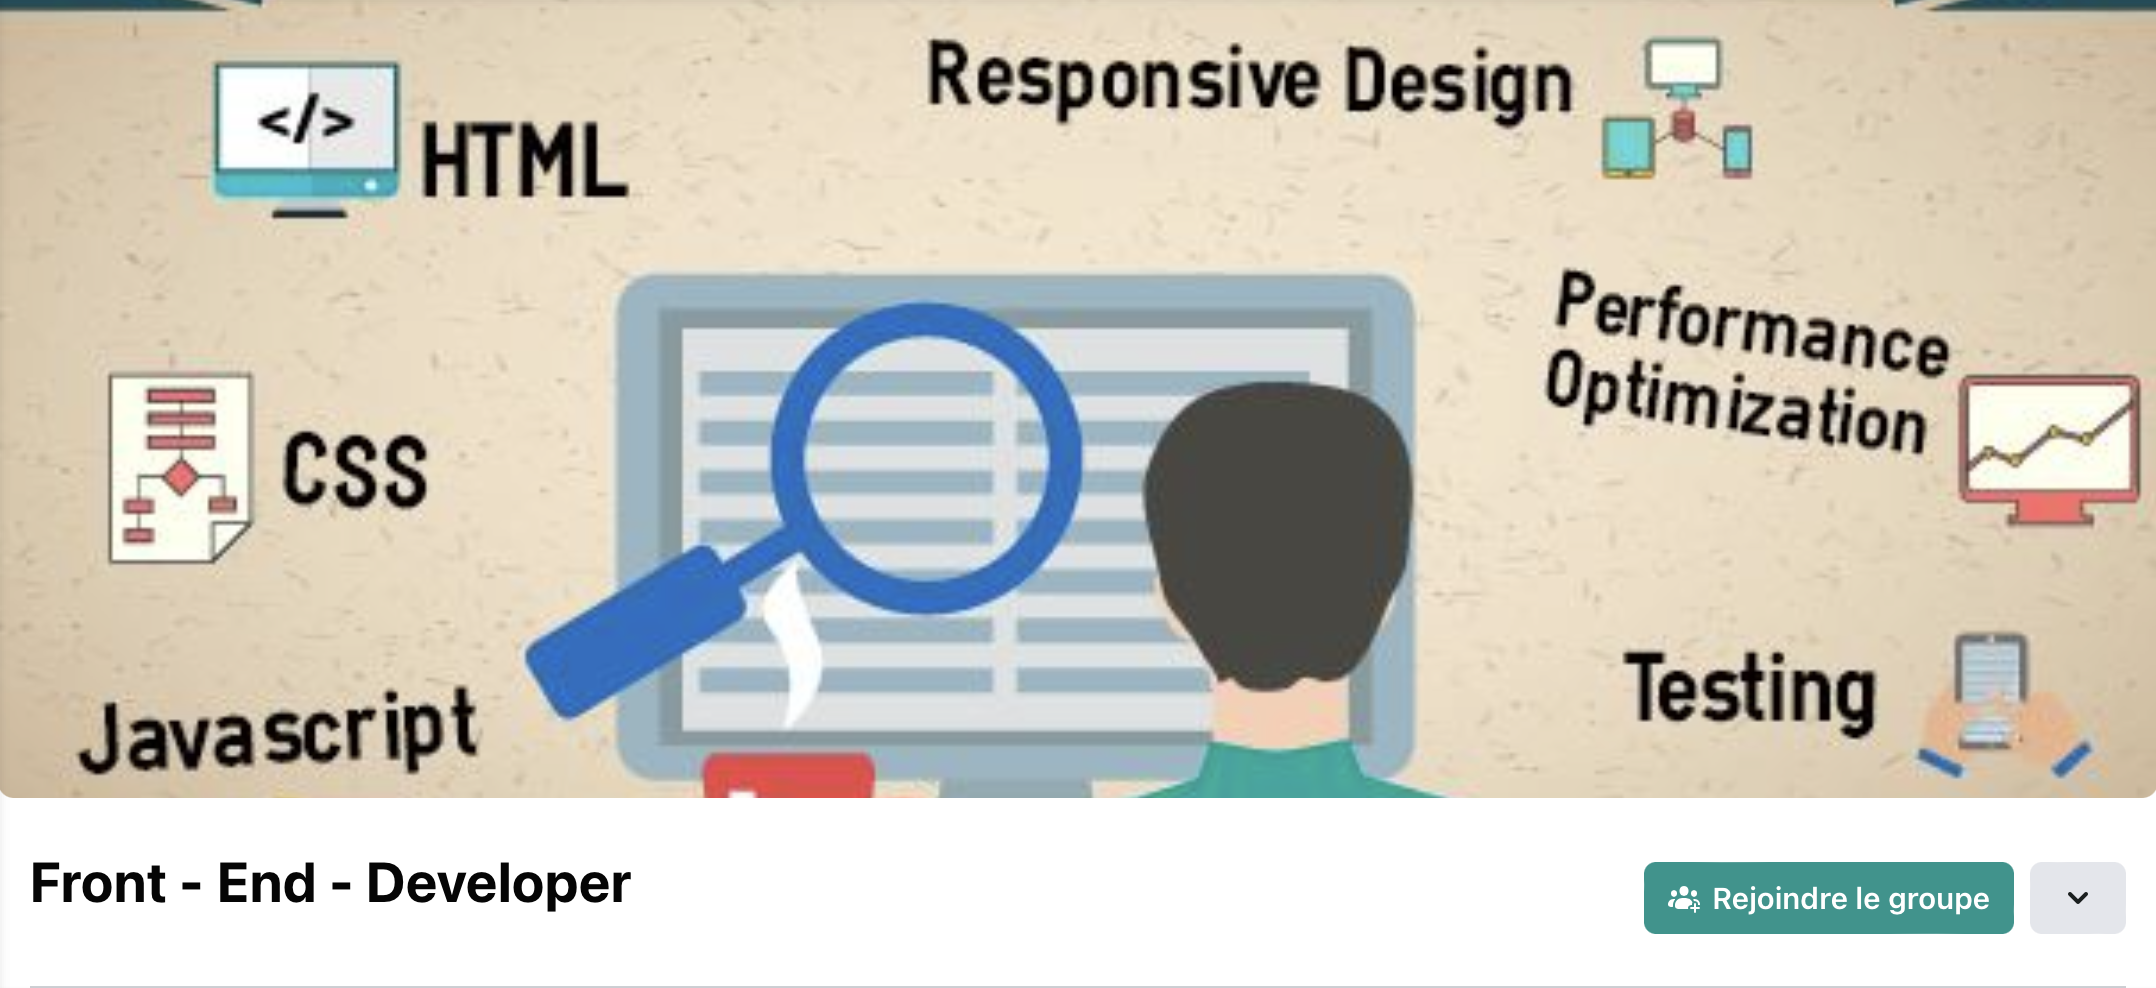 Responsive Design
</>
HTML
Performance
Optimization
CSS
Testing
Javascript
Front - End - Developer
Rejoindre le groupe